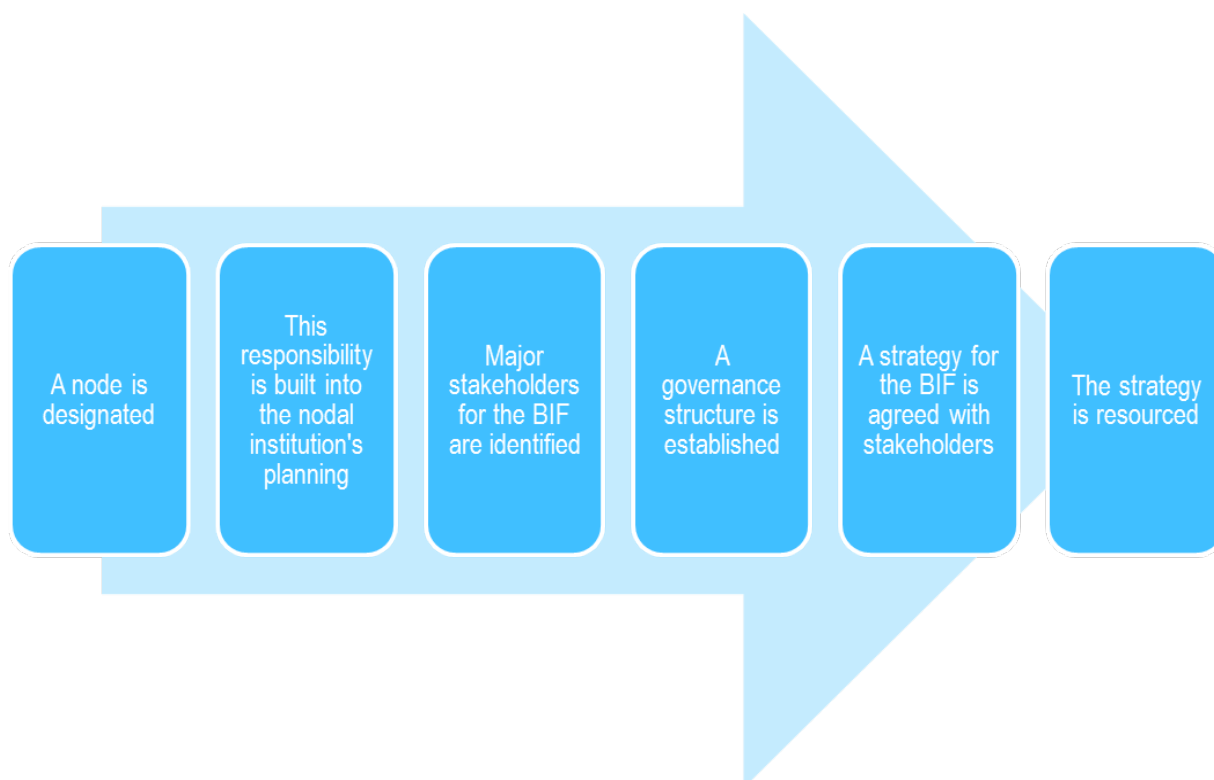 A node is
designated
This
responsibility
is built into
the nodal
institution's
planning
Major
stakeholders
for the BIF
are identified
A
governance
structure is
established
A strategy for
the BIF is
agreed with
stakeholders
The strategy
is resourced